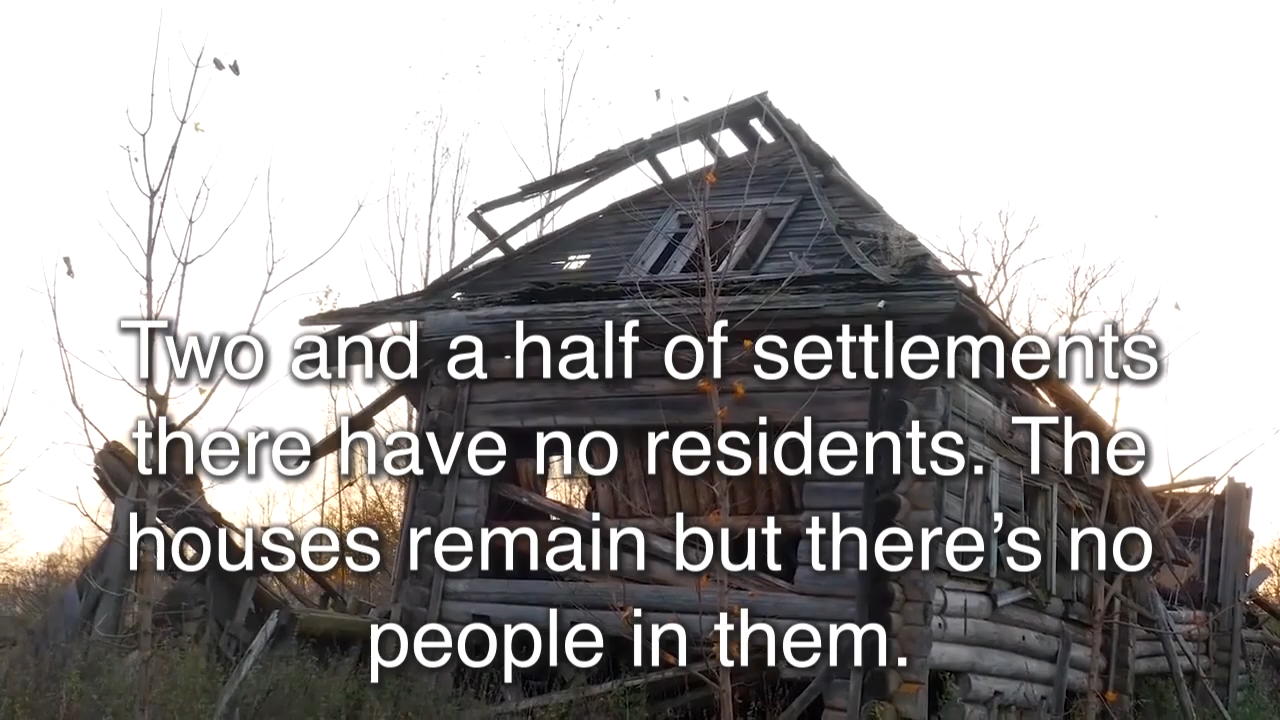 Two and a half of settlements
there have no residents. The
houses remain but there’s no
people in them.